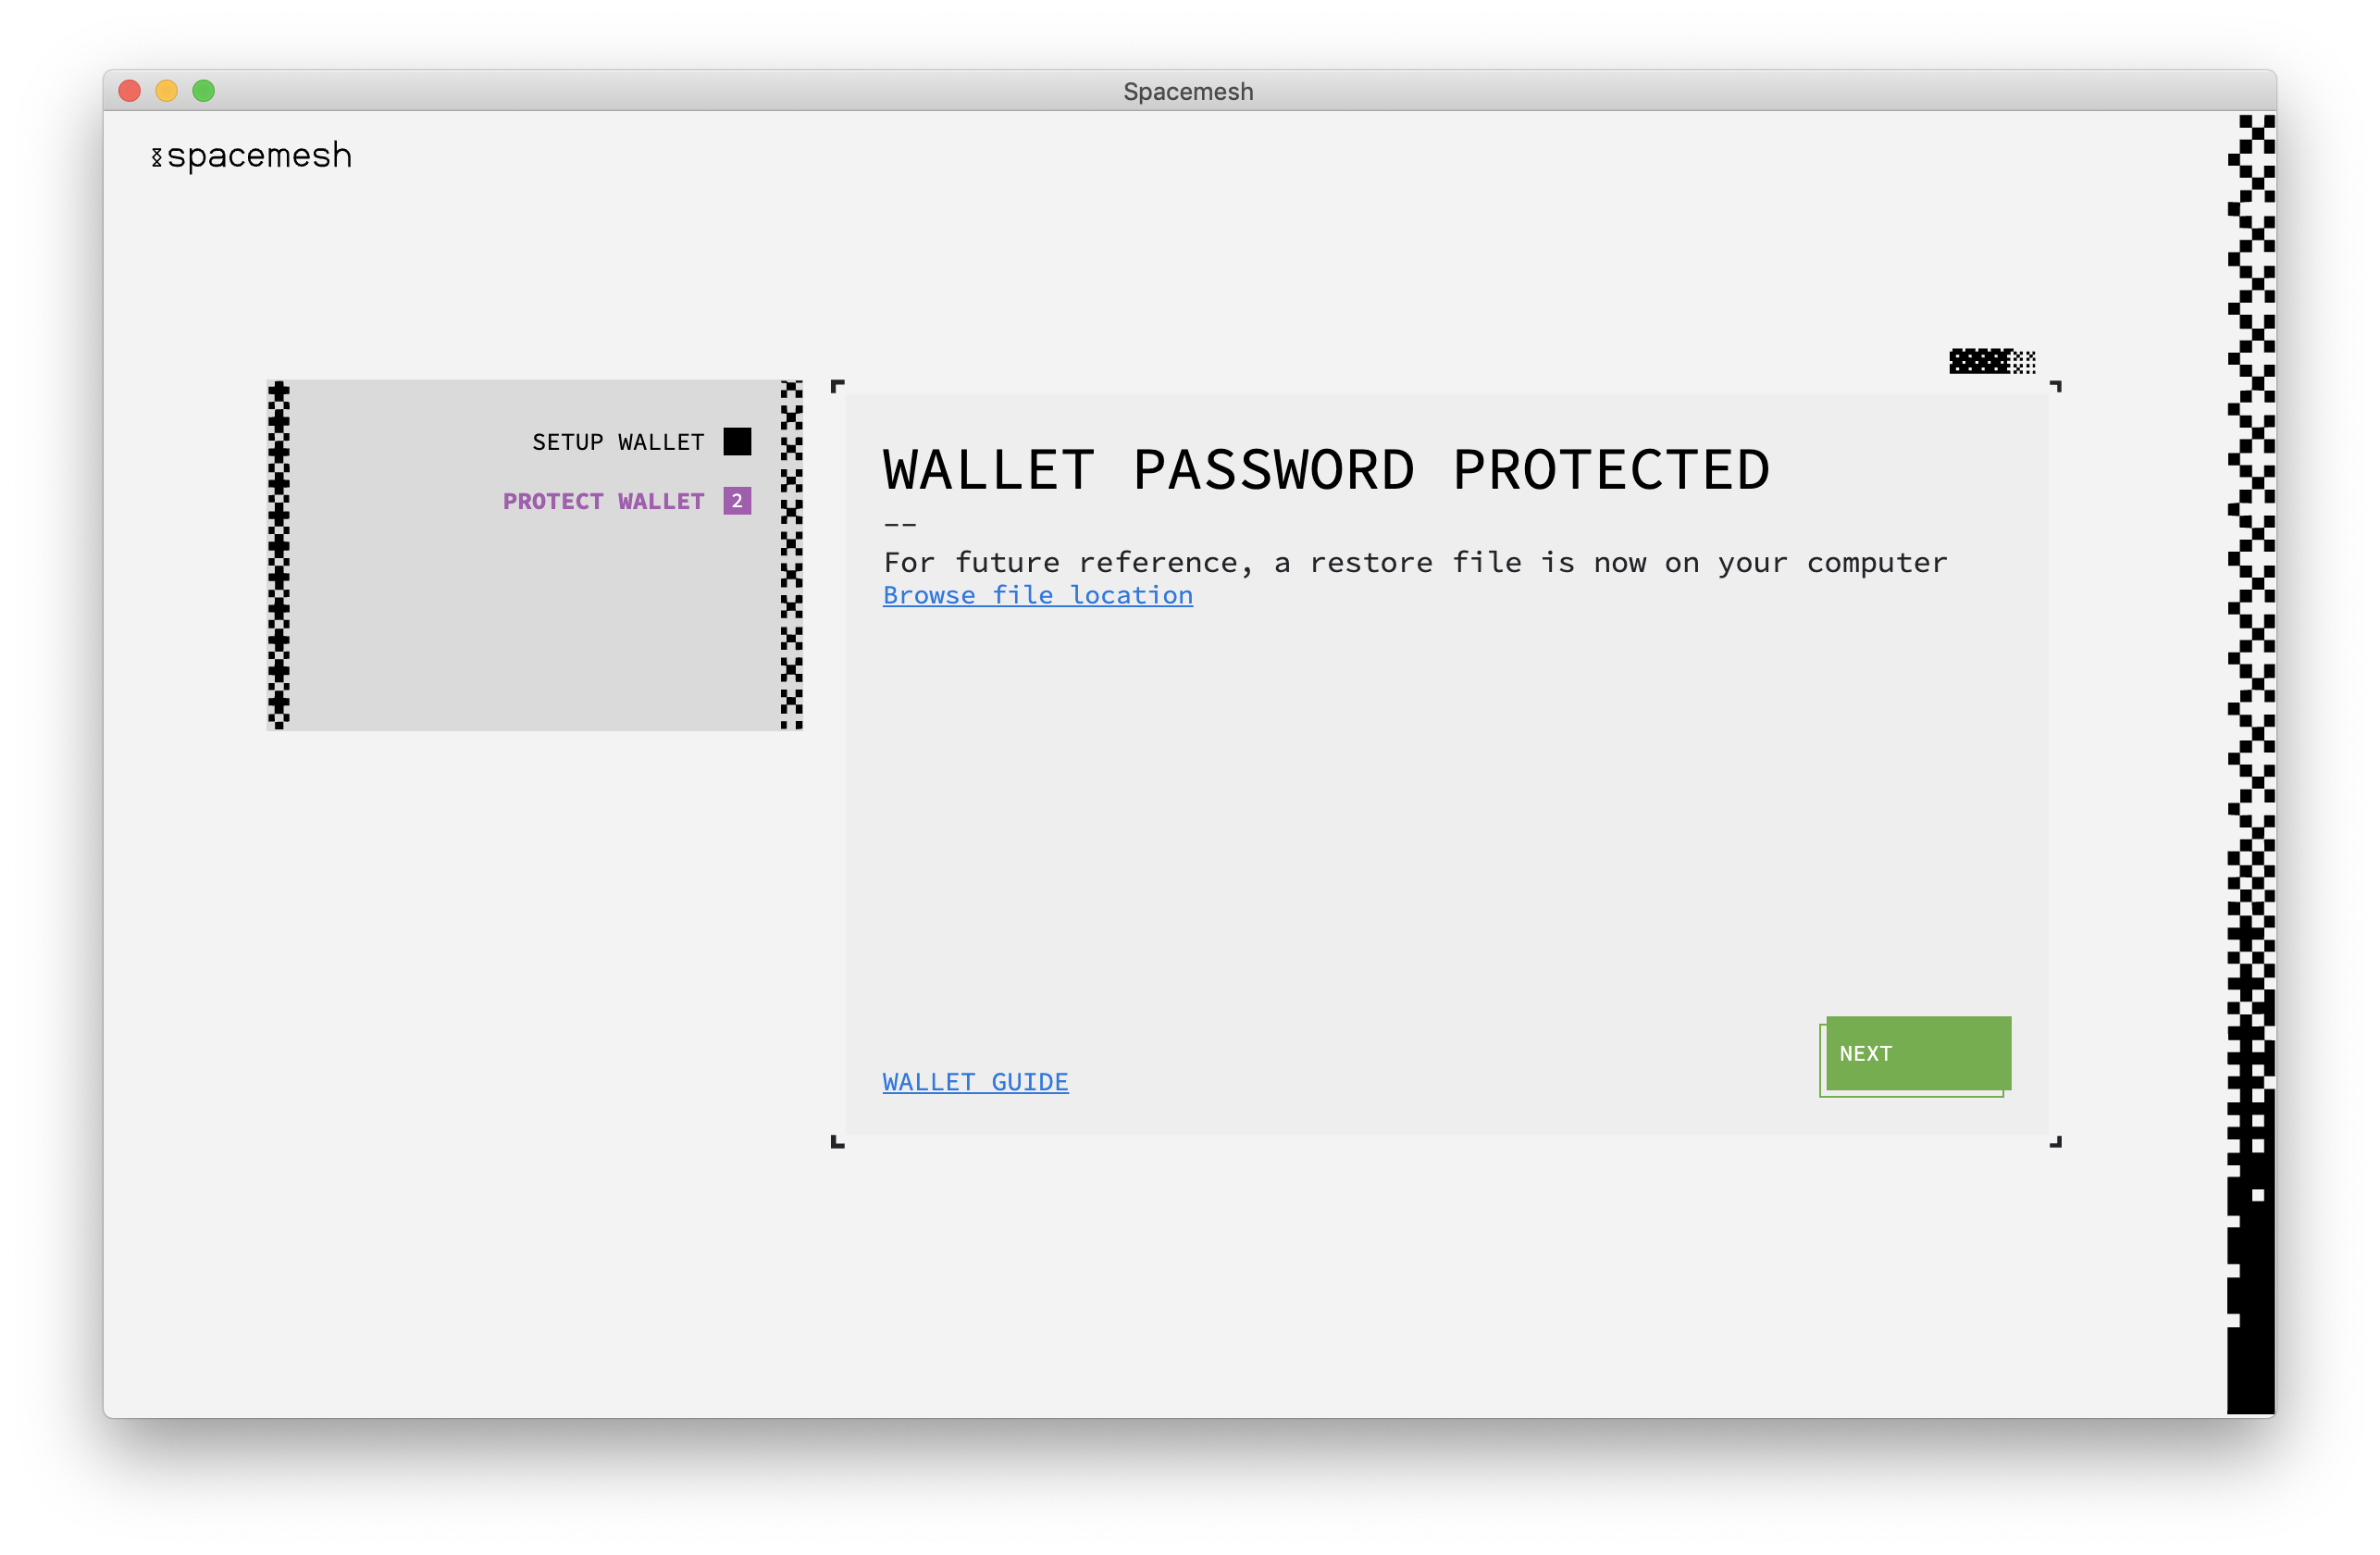 Spacemesh
spacemesh
SETUP WALLET
PROTECT WALLET 2
WALLET PASSWORD PROTECTED
--
For future reference, a restore file is now on your computer
Browse file location
WALLET GUIDE
NEXT